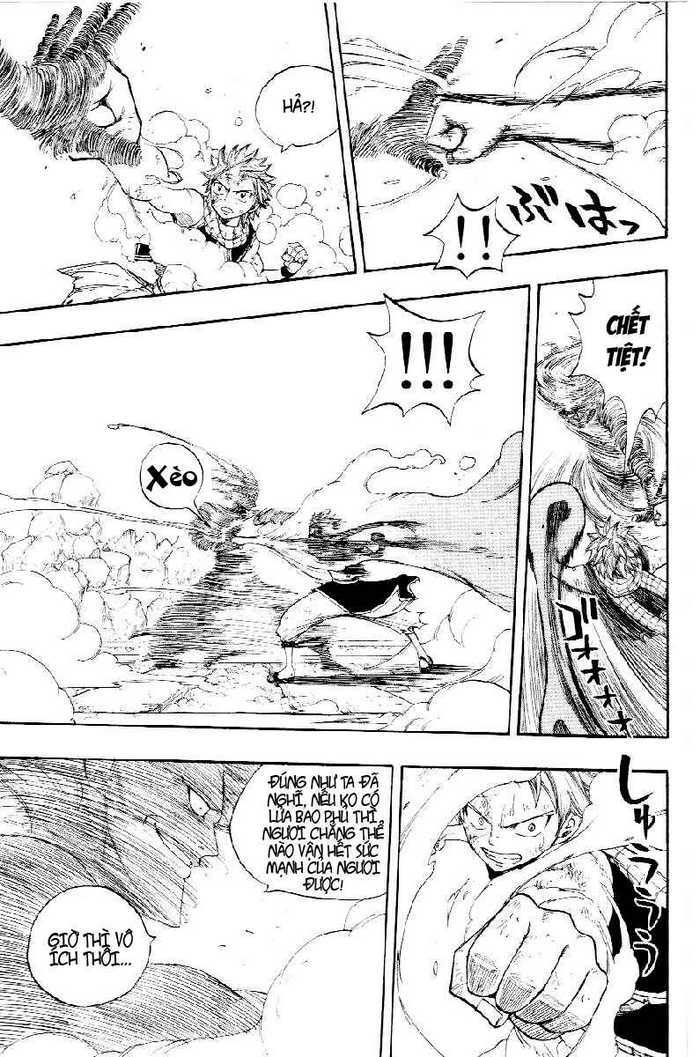 ぶはっ
!!
HẢ?!
CHẾT
TIỆT!
ゴオオオオ
!!!
Xèo
しゅううう
ĐÚNG NHƯ TA ĐÃ
NGHĨ, NẾU KO CÓ
LỬA BAO PHỦ THÌ
NGƯƠI CHẲNG THỂ
NÀO VẬN HẾT SỨC
MẠNH CỦA NGƯƠI
ĐƯỢC!
GIỜ THÌ VÔ
ÍCH THÔI...